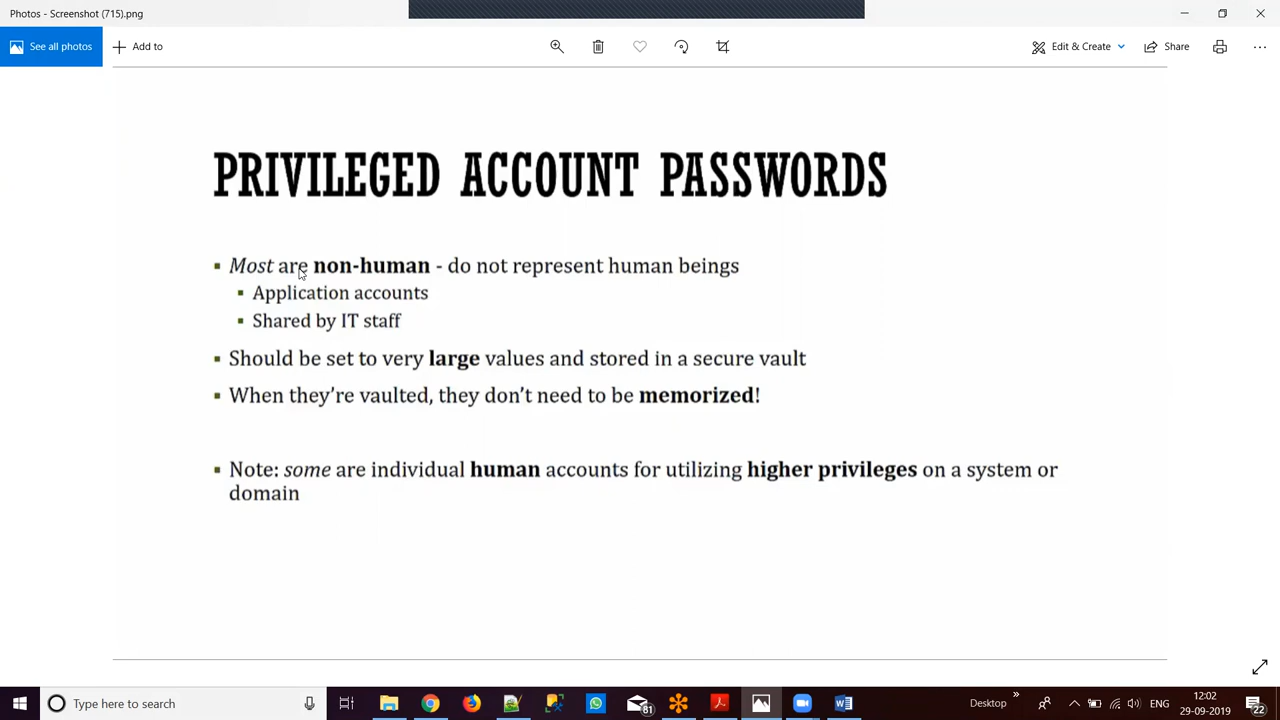 Photos - Screenshot (715).png
See all photos
Add to
Edit & Create
Share
PRIVILEGED ACCOUNT PASSWORDS
Most are non-human - do not represent human beings
Application accounts
Shared by IT staff
Should be set to very large values and stored in a secure vault
When they're vaulted, they don't need to be memorized!
Note: some are individual human accounts for utilizing higher privileges on a system or
domain
Type here to search
81
Desktop
»
ENG
12:02
29-09-2019
22